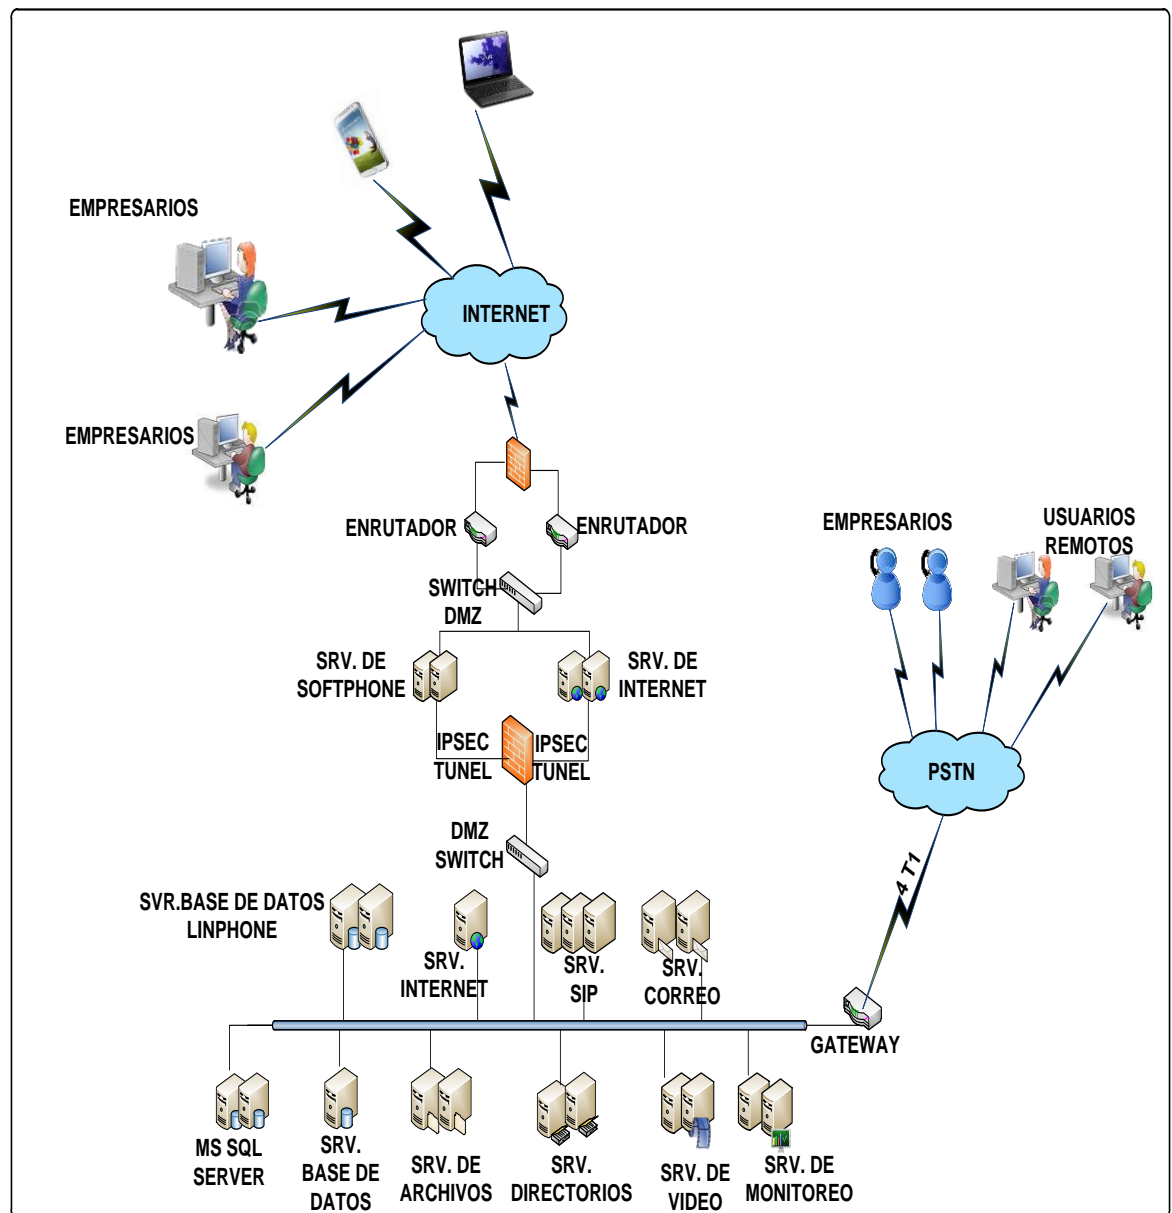 EMPRESARIOS
INTERNET
EMPRESARIOS
ENRUTADOR
ENRUTADOR
SWITCH
DMZ
EMPRESARIOS
USUARIOS
REMOTOS
SRV. DE
SOFTPHONE
SRV. DE
INTERNET
IPSEC
TUNEL
IPSEC
TUNEL
PSTN
DMZ
SWITCH
4 T1
SVR.BASE DE DATOS
LINPHONE
SRV.
INTERNET
SRV.
SIP
SRV.
CORREO
GATEWAY
MS SQL
SERVER
SRV.
BASE DE
DATOS
SRV. DE
ARCHIVOS
SRV.
DIRECTORIOS
SRV. DE
VIDEO
SRV. DE
MONITOREO